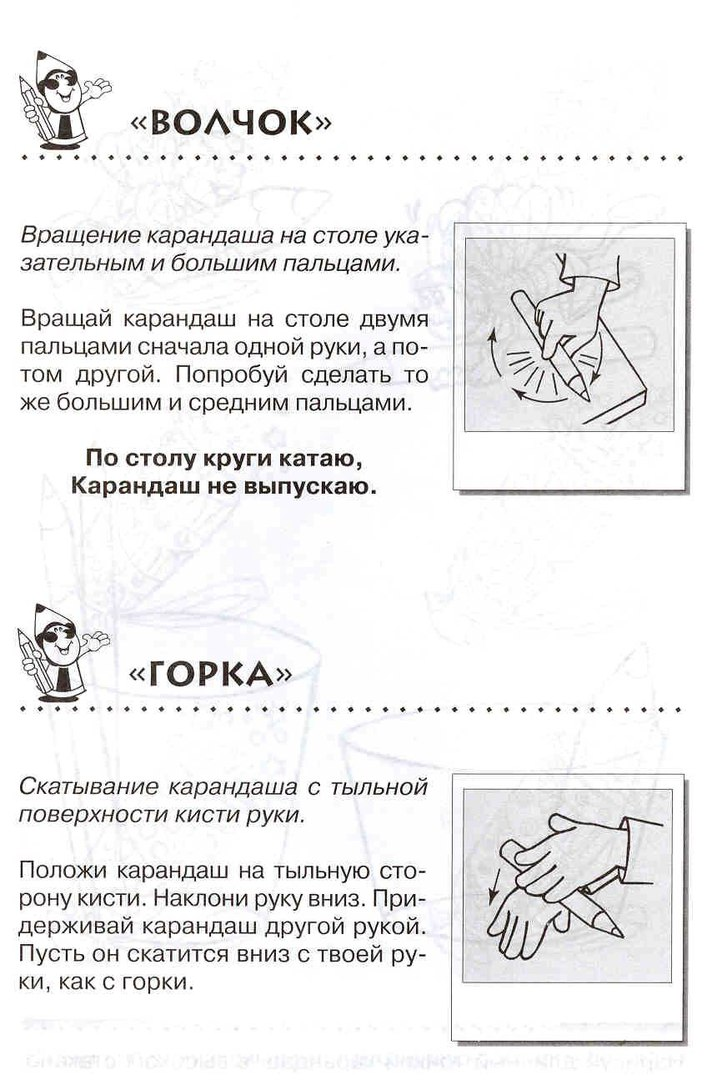 «ВОЛЧОК»
Вращение карандаша на столе ука-
зательным и большим пальцами.
Вращай карандаш на столе двумя
пальцами сначала одной руки, а по-
том другой. Попробуй сделать то
же большим и средним пальцами.
По столу круги катаю,
Карандаш не выпускаю.
«ГОРКА»
Скатывание карандаша с тыльной
поверхности кисти руки.
Положи карандаш на тыльную сто-
рону кисти. Наклони руку вниз. При-
держивай карандаш другой рукой.
Пусть он скатится вниз с твоей ру-
ки, как с горки.